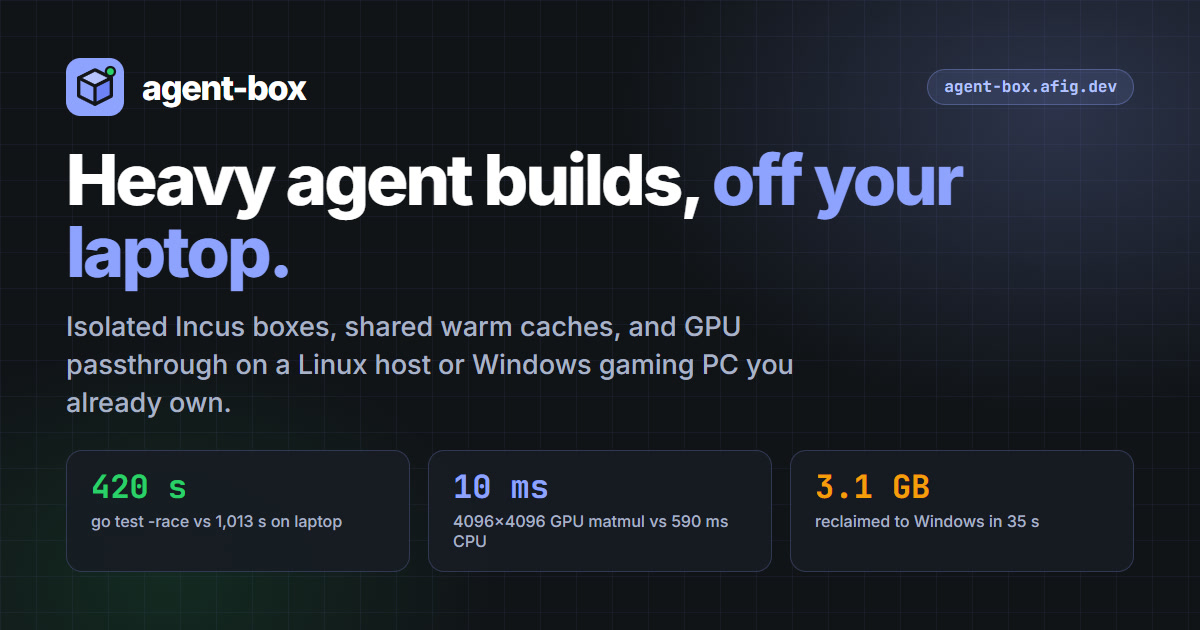 agent-box
agent-box.afig.dev
Heavy agent builds, off your
laptop.
Isolated Incus boxes, shared warm caches, and GPU
passthrough on a Linux host or Windows gaming PC you
already own.
420 s
go test -race vs 1,013 s on laptop
10 ms
4096×4096 GPU matmul vs 590 ms
CPU
3.1 GB
reclaimed to Windows in 35 s